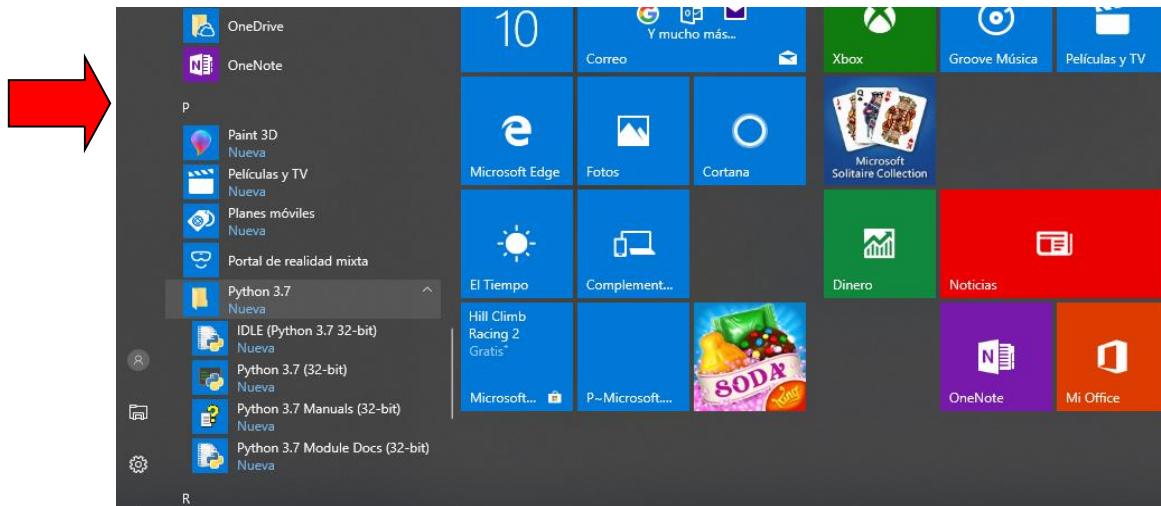 OneDrive
OneNote
P
Paint 3D
Nueva
Películas y TV
Nueva
Planes móviles
Nueva
Portal de realidad mixta
Python 3.7
Nueva
IDLE (Python 3.7 32-bit)
Nueva
Python 3.7 (32-bit)
Nueva
Python 3.7 Manuals (32-bit)
Nueva
Python 3.7 Module Docs (32-bit)
Nueva
R
10
Y mucho más...
Correo
Xbox
Groove Música
Películas y TV
Microsoft Edge
Fotos
Cortana
Microsoft
Solitaire Collection
El Tiempo
Complement...
Dinero
Noticias
Hill Climb
Racing 2
Gratis*
Microsoft...
P~Microsoft....
SODA
King
OneNote
Mi Office